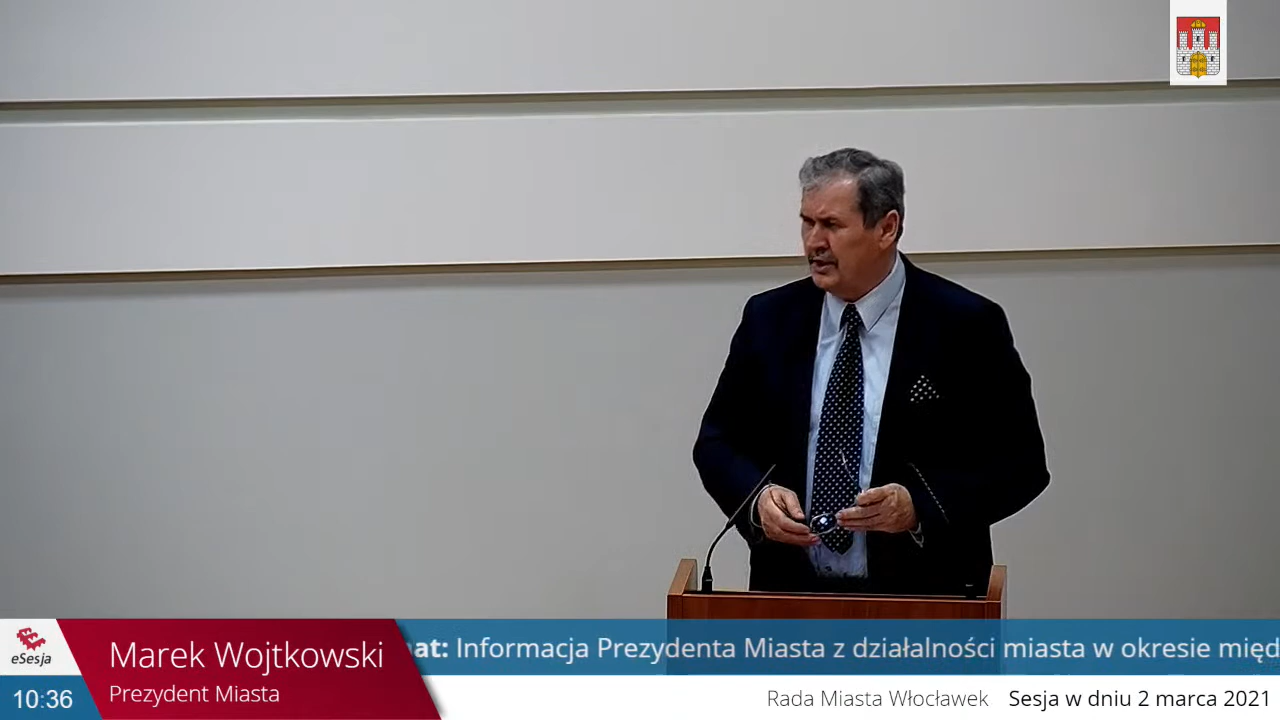 eSesja
10:36
Marek Wojtkowski
Prezydent Miasta
nat: Informacja Prezydenta Miasta z działalności miasta w okresie międ
Rada Miasta Włocławek Sesja w dniu 2 marca 2021